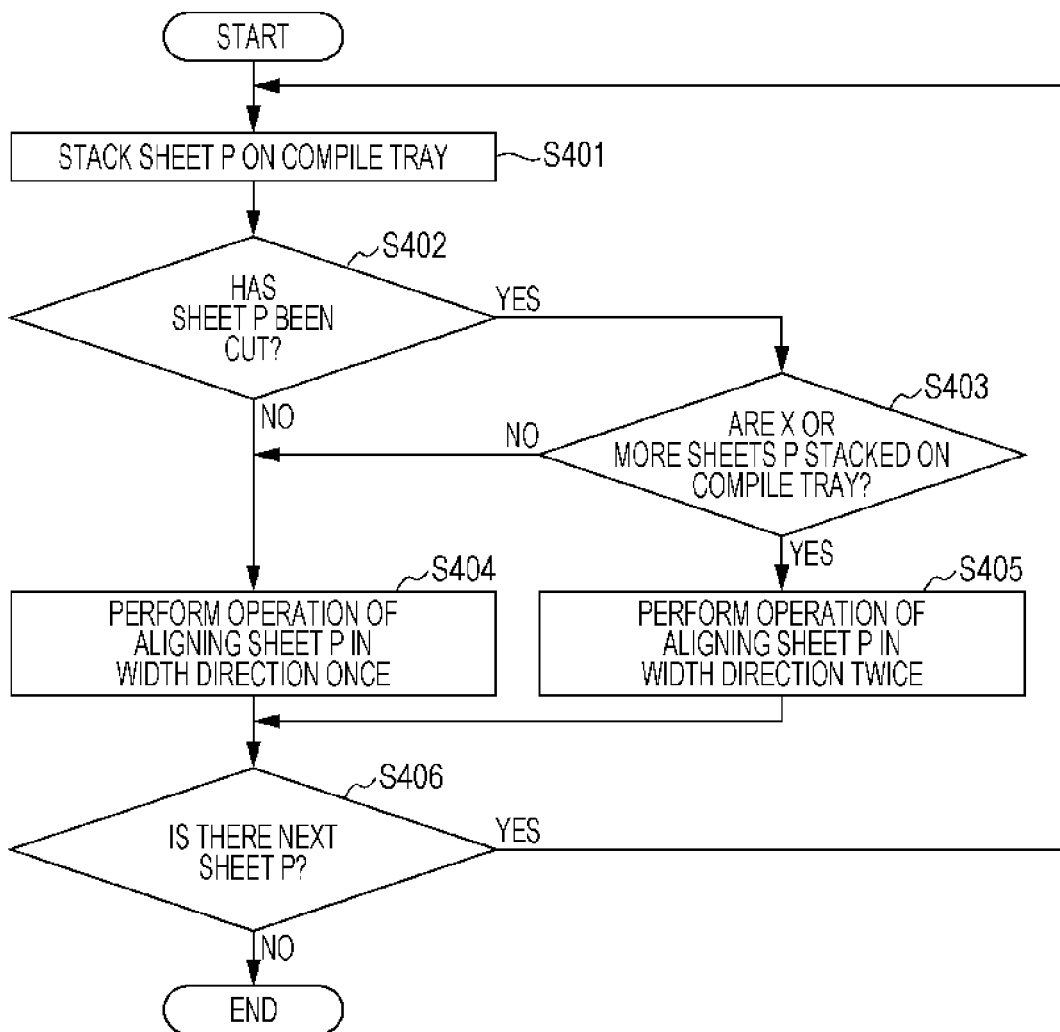 START
STACK SHEET P ON COMPILE TRAY
S401
S402
HAS
SHEET P BEEN
CUT?
YES
NO
S403
ARE X OR
MORE SHEETS P STACKED ON
COMPILE TRAY?
NO
YES
S404
PERFORM OPERATION OF
ALIGNING SHEET P IN
WIDTH DIRECTION ONCE
S405
PERFORM OPERATION OF
ALIGNING SHEET P IN
WIDTH DIRECTION TWICE
S406
IS THERE NEXT
SHEET P?
YES
NO
END